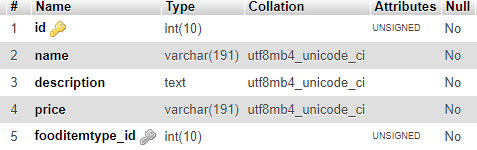 # Name Type Collation Attributes Null
1 id int(10) UNSIGNED No
2 name varchar(191) utf8mb4_unicode_ci No
3 description text utf8mb4_unicode_ci No
4 price varchar(191) utf8mb4_unicode_ci No
5 fooditemtype_id int(10) UNSIGNED No